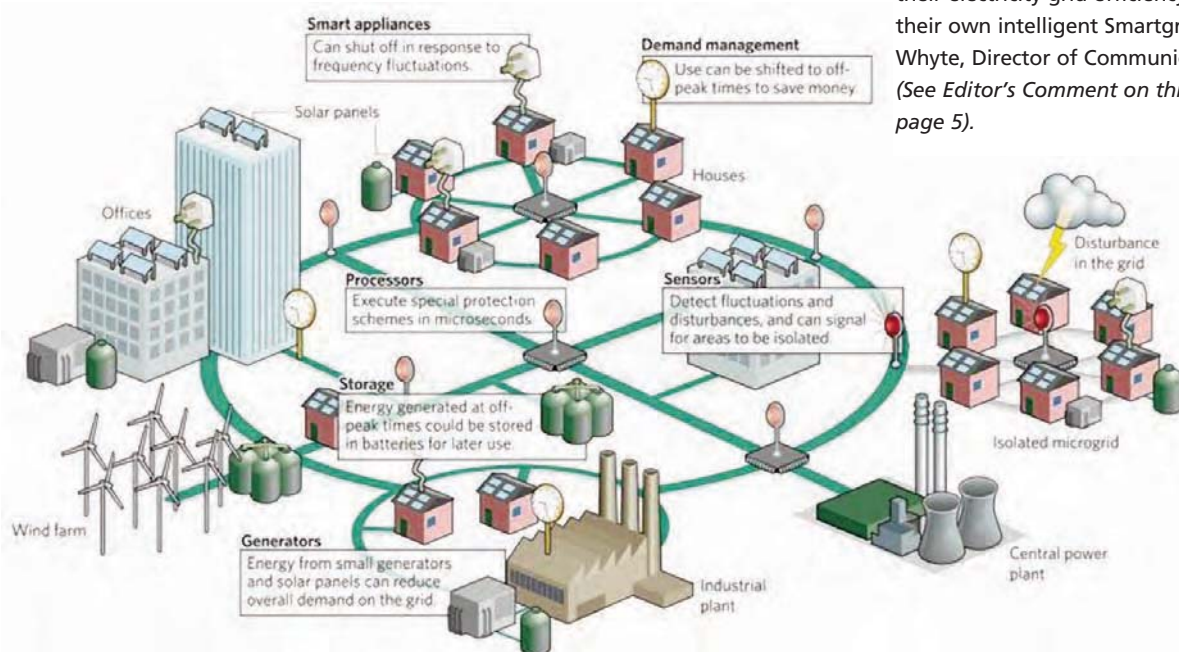 their electricity grid efficiency
their own intelligent Smartgr
Whyte, Director of Communic
(See Editor's Comment on thi
page 5).
Smart appliances
Can shut off in response to
frequency fluctuations.
Demand management
Use can be shifted to off-
peak times to save money.
Solar panels
Houses
Offices
Disturbance
in the grid
Processors
Execute special protection
schemes in microseconds.
Sensors
Detect fluctuations and
disturbances, and can signal
for areas to be isolated.
Storage
Energy generated at off-
peak times could be stored
in batteries for later use.
Isolated microgrid
Wind farm
Generators
Energy from small generators
and solar panels can reduce
overall demand on the grid.
Industrial
plant
Central power
plant